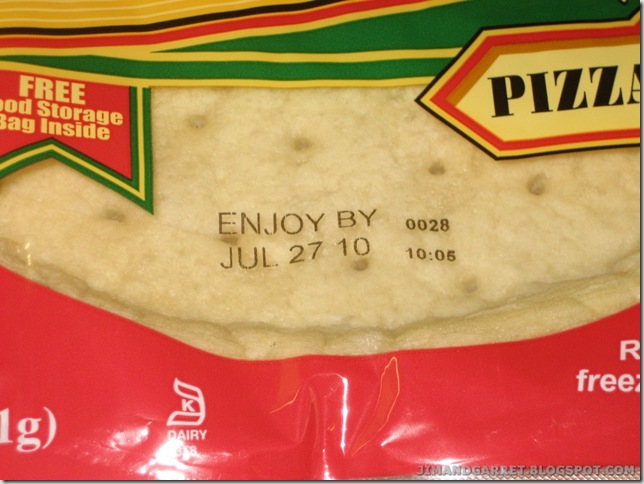 FREE
Food Storage
Bag Inside
PIZZA
ENJOY BY 0028
JUL 27 10 10:05
1g)
K
DAIRY
R
freez
JIMANDGARRET.BLOGSPOT.COM